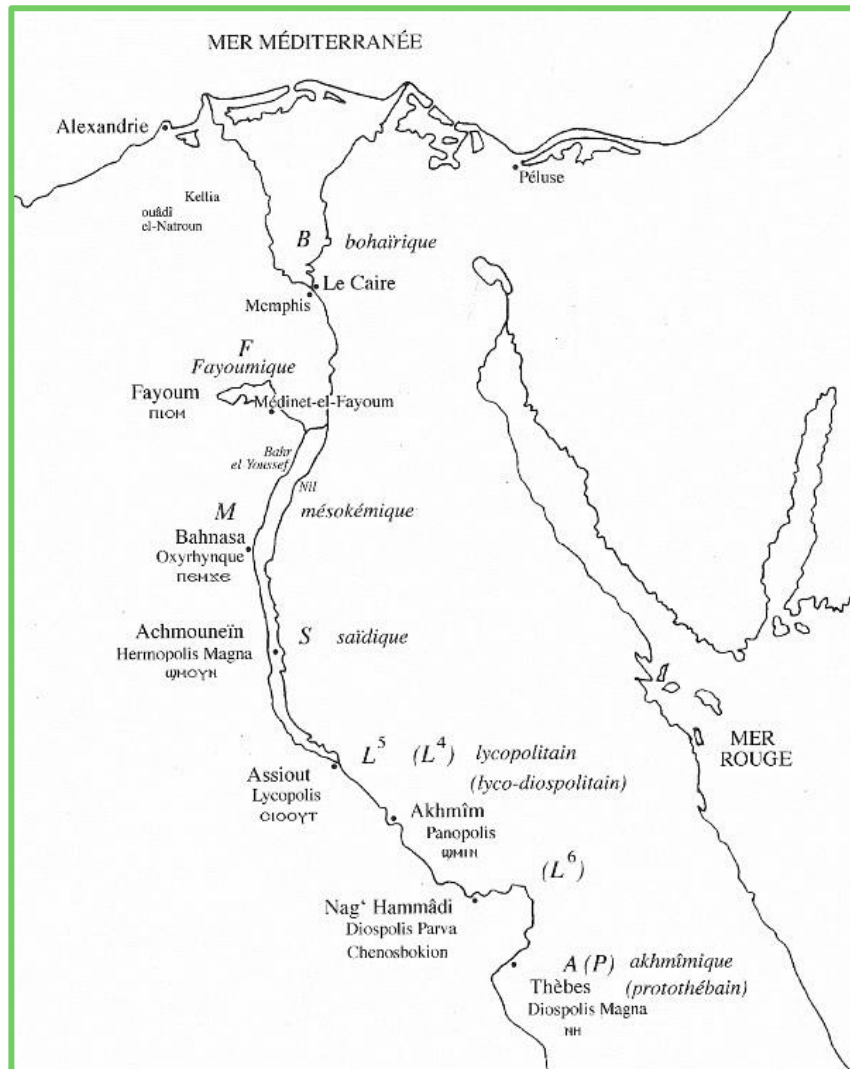 MER MÉDITERRANÉE
Alexandrie
Péluse
Kellia
ouâdî
el-Natroun
B bohaïrique
Le Caire
Memphis
F
Fayoumique
Fayoum
ⲡⲓⲟⲙ
Médinet-el-Fayoum
Bahr
el Youssef
Nil
M
mésokémique
Bahnasa
Oxyrhynque
ⲡⲉⲙϫⲉ
Achmouneïn
Hermopolis Magna
ϣⲙⲟⲩⲛ
S saïdique
MER
ROUGE
L⁵ (L⁴) lycopolitain
(lyco-diospolitain)
Assiout
Lycopolis
ⲥⲓⲟⲟⲩⲧ
Akhmîm
Panopolis
ϣⲙⲓⲛ
(L⁶)
Nag‘ Hammâdi
Diospolis Parva
Chenosbokion
A (P) akhmîmique
(protothébain)
Thèbes
Diospolis Magna
ⲛⲏ